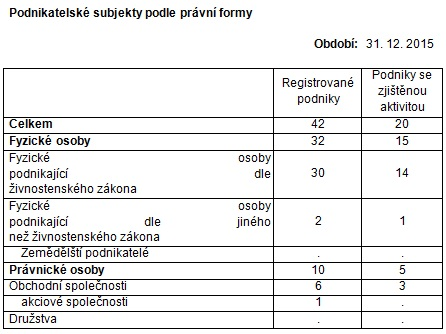 Podnikatelské subjekty podle právní formy
Období: 31. 12. 2015
Registrované podniky
Podniky se zjištěnou aktivitou
Celkem 42 20
Fyzické osoby 32 15
Fyzické osoby
podnikající dle
živnostenského zákona 30 14
Fyzické osoby
podnikající dle jiného
než živnostenského zákona 2 1
Zemědělští podnikatelé . .
Právnické osoby 10 5
Obchodní společnosti 6 3
akciové společnosti 1 .
Družstva . .